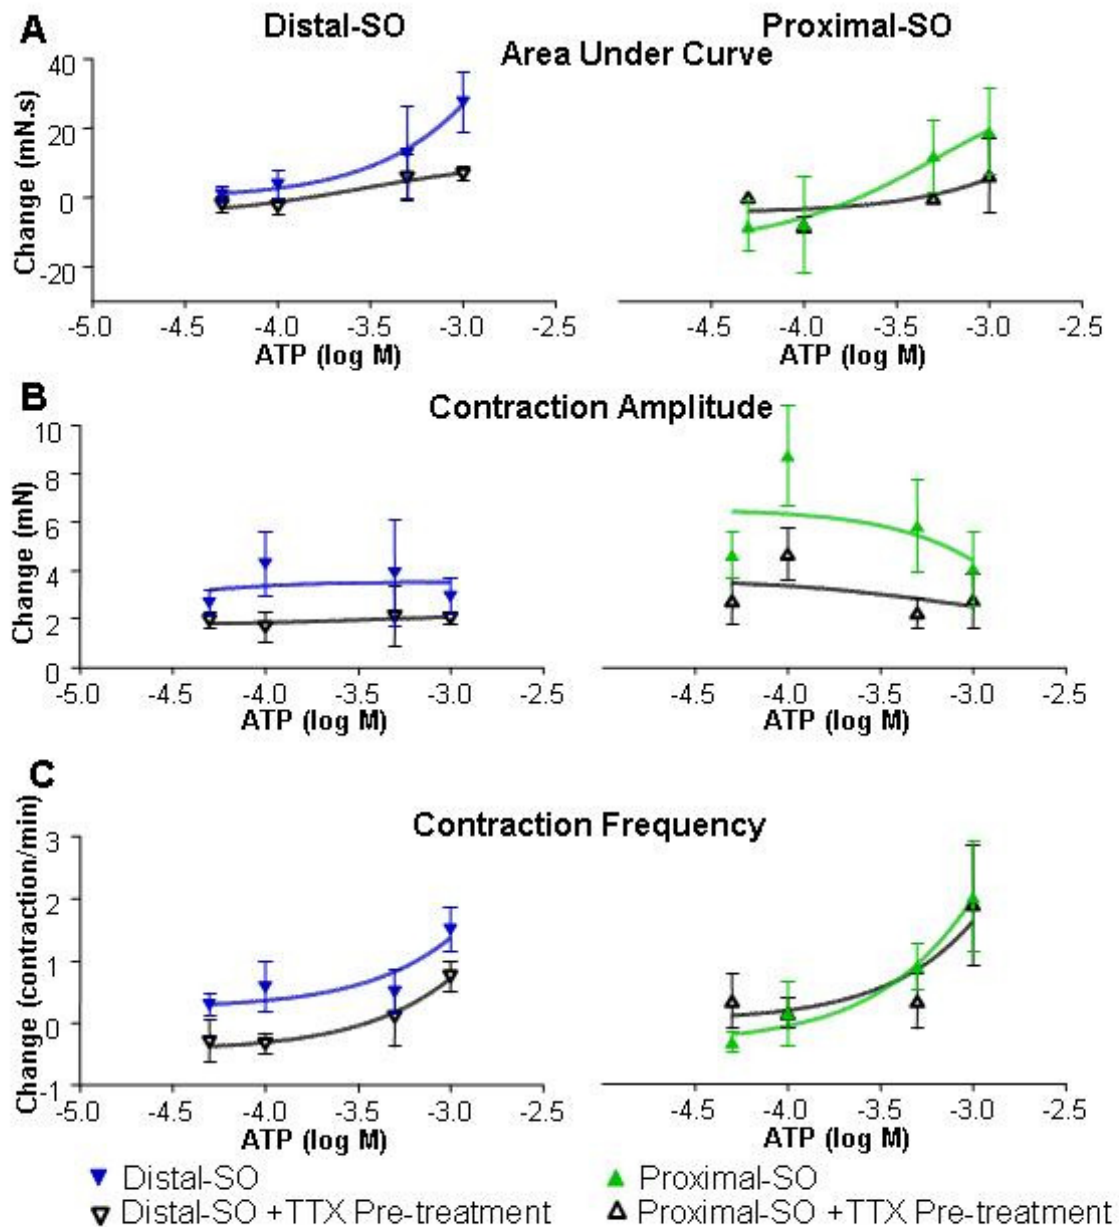 A
Distal-SO
Proximal-SO
Area Under Curve
Change (mN.s)
40
20
0
-20
-5.0 -4.5 -4.0 -3.5 -3.0 -2.5
ATP (log M)
-4.5 -4.0 -3.5 -3.0 -2.5
ATP (log M)
B
Contraction Amplitude
Change (mN)
10
8
6
4
2
0
-5.0 -4.5 -4.0 -3.5 -3.0 -2.5
ATP (log M)
-4.5 -4.0 -3.5 -3.0 -2.5
ATP (log M)
C
Contraction Frequency
Change (contraction/min)
3
2
1
0
-1
-5.0 -4.5 -4.0 -3.5 -3.0 -2.5
ATP (log M)
-4.5 -4.0 -3.5 -3.0 -2.5
ATP (log M)
Distal-SO
Distal-SO +TTX Pre-treatment
Proximal-SO
Proximal-SO +TTX Pre-treatment